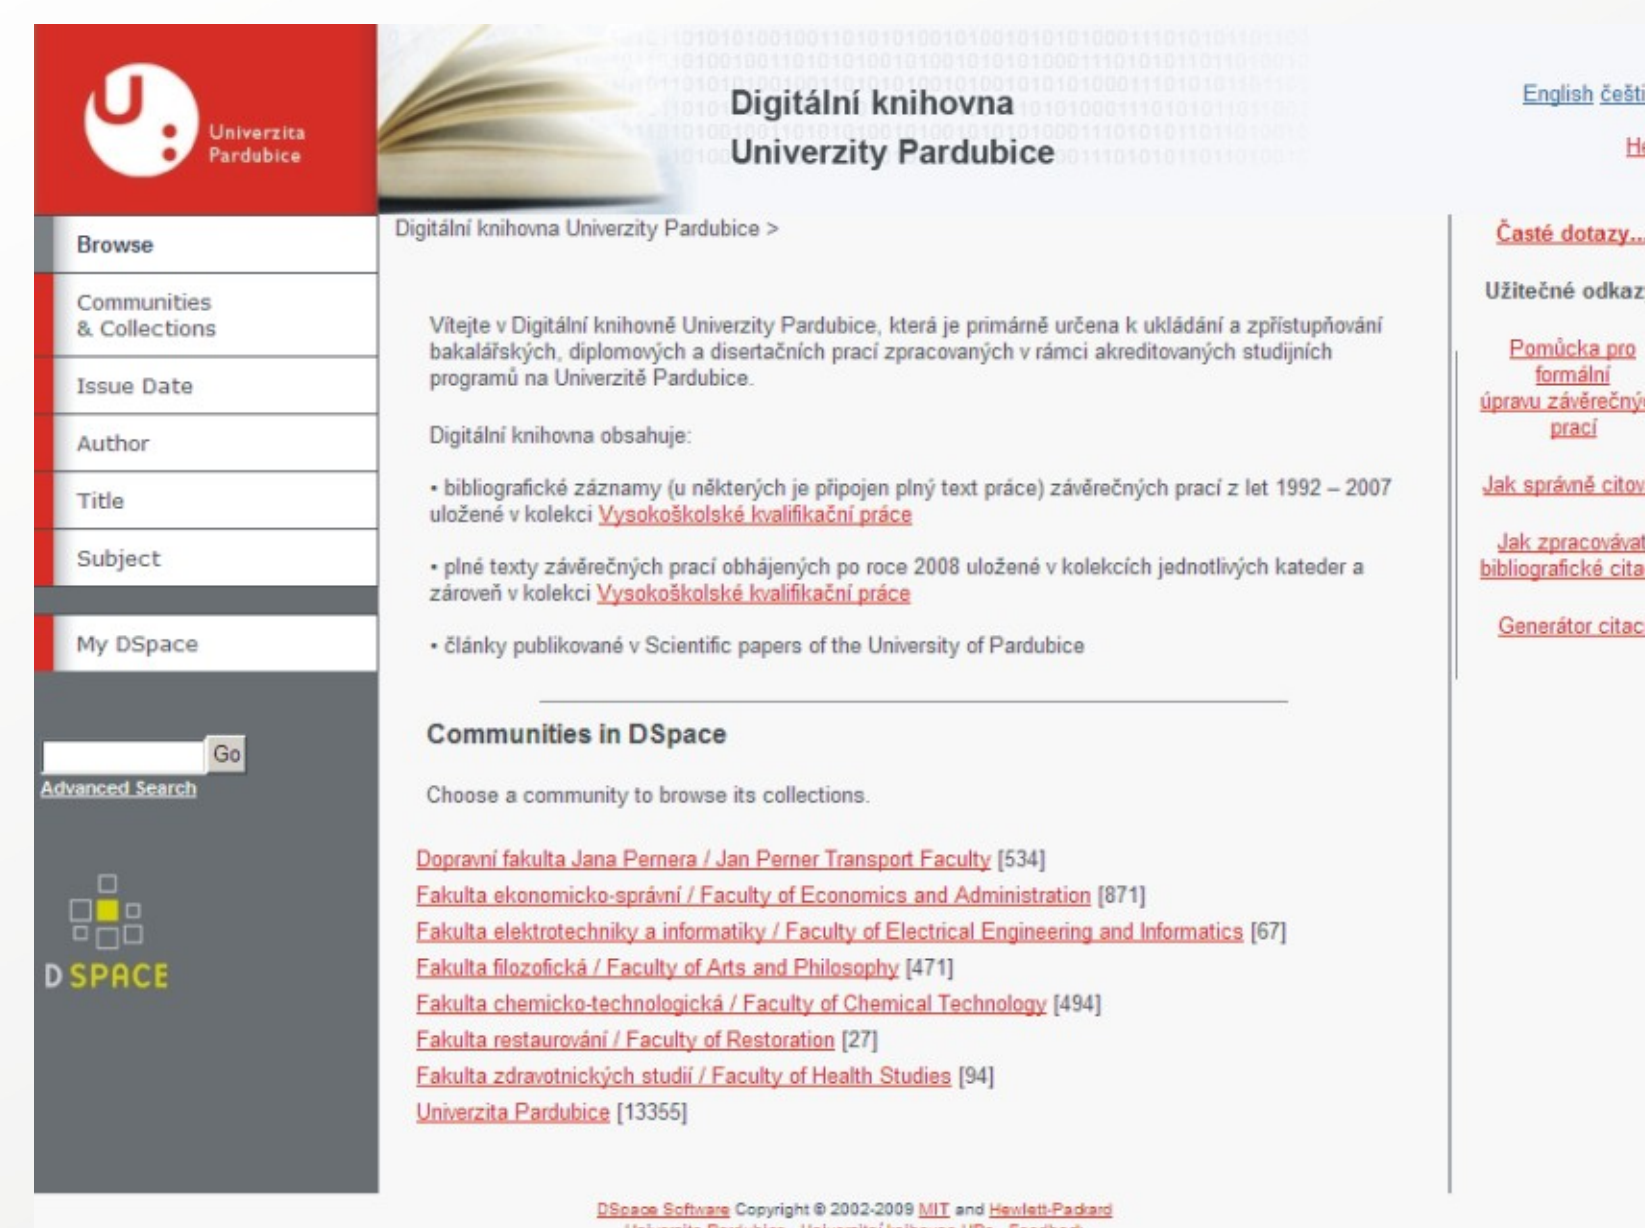 Univerzita
Pardubice
Digitální knihovna
Univerzity Pardubice
English
Browse
Communities
& Collections
Issue Date
Author
Title
Subject
My DSpace
Go
Advanced Search
DSPACE
Digitální knihovna Univerzity Pardubice >
Vítejte v Digitální knihovně Univerzity Pardubice, která je primárně určena k ukládání a zpřístupňování
bakalářských, diplomových a disertačních prací zpracovaných v rámci akreditovaných studijních
programů na Univerzitě Pardubice.
Digitální knihovna obsahuje:
• bibliografické záznamy (u některých je připojen plný text práce) závěrečných prací z let 1992 – 2007
uložené v kolekci Vysokoškolské kvalifikační práce
• plné texty závěrečných prací obhájených po roce 2008 uložené v kolekcích jednotlivých kateder a
zároveň v kolekci Vysokoškolské kvalifikační práce
• články publikované v Scientific papers of the University of Pardubice
Communities in DSpace
Choose a community to browse its collections.
Dopravní fakulta Jana Pernera / Jan Perner Transport Faculty [534]
Fakulta ekonomicko-správní / Faculty of Economics and Administration [871]
Fakulta elektrotechniky a informatiky / Faculty of Electrical Engineering and Informatics [67]
Fakulta filozofická / Faculty of Arts and Philosophy [471]
Fakulta chemicko-technologická / Faculty of Chemical Technology [494]
Fakulta restaurování / Faculty of Restoration [27]
Fakulta zdravotnických studií / Faculty of Health Studies [94]
Univerzita Pardubice [13355]
Časté dotazy...
Užitečné
Pomůcka pro
formální
úpravu
prací
Jak správně
Jak
bibliografické
Generátor
DSpace Software Copyright © 2002-2009 MIT and Hewlett-Packard